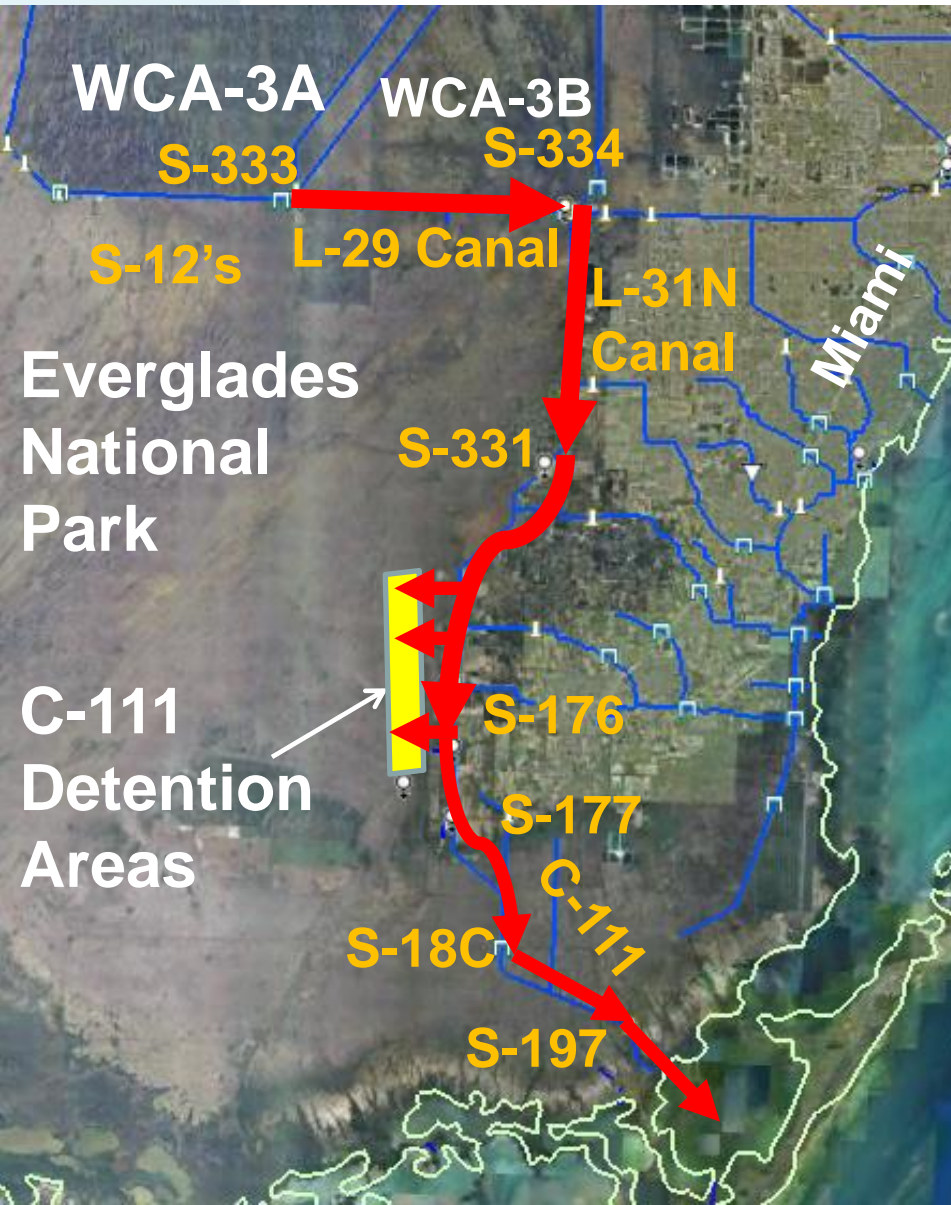 WCA-3A
WCA-3B
S-333
S-334
S-12's
L-29 Canal
L-31N
Canal
Miami
Everglades
National
Park
S-331
C-111
Detention
Areas
S-176
S-177
C-111
S-18C
S-197